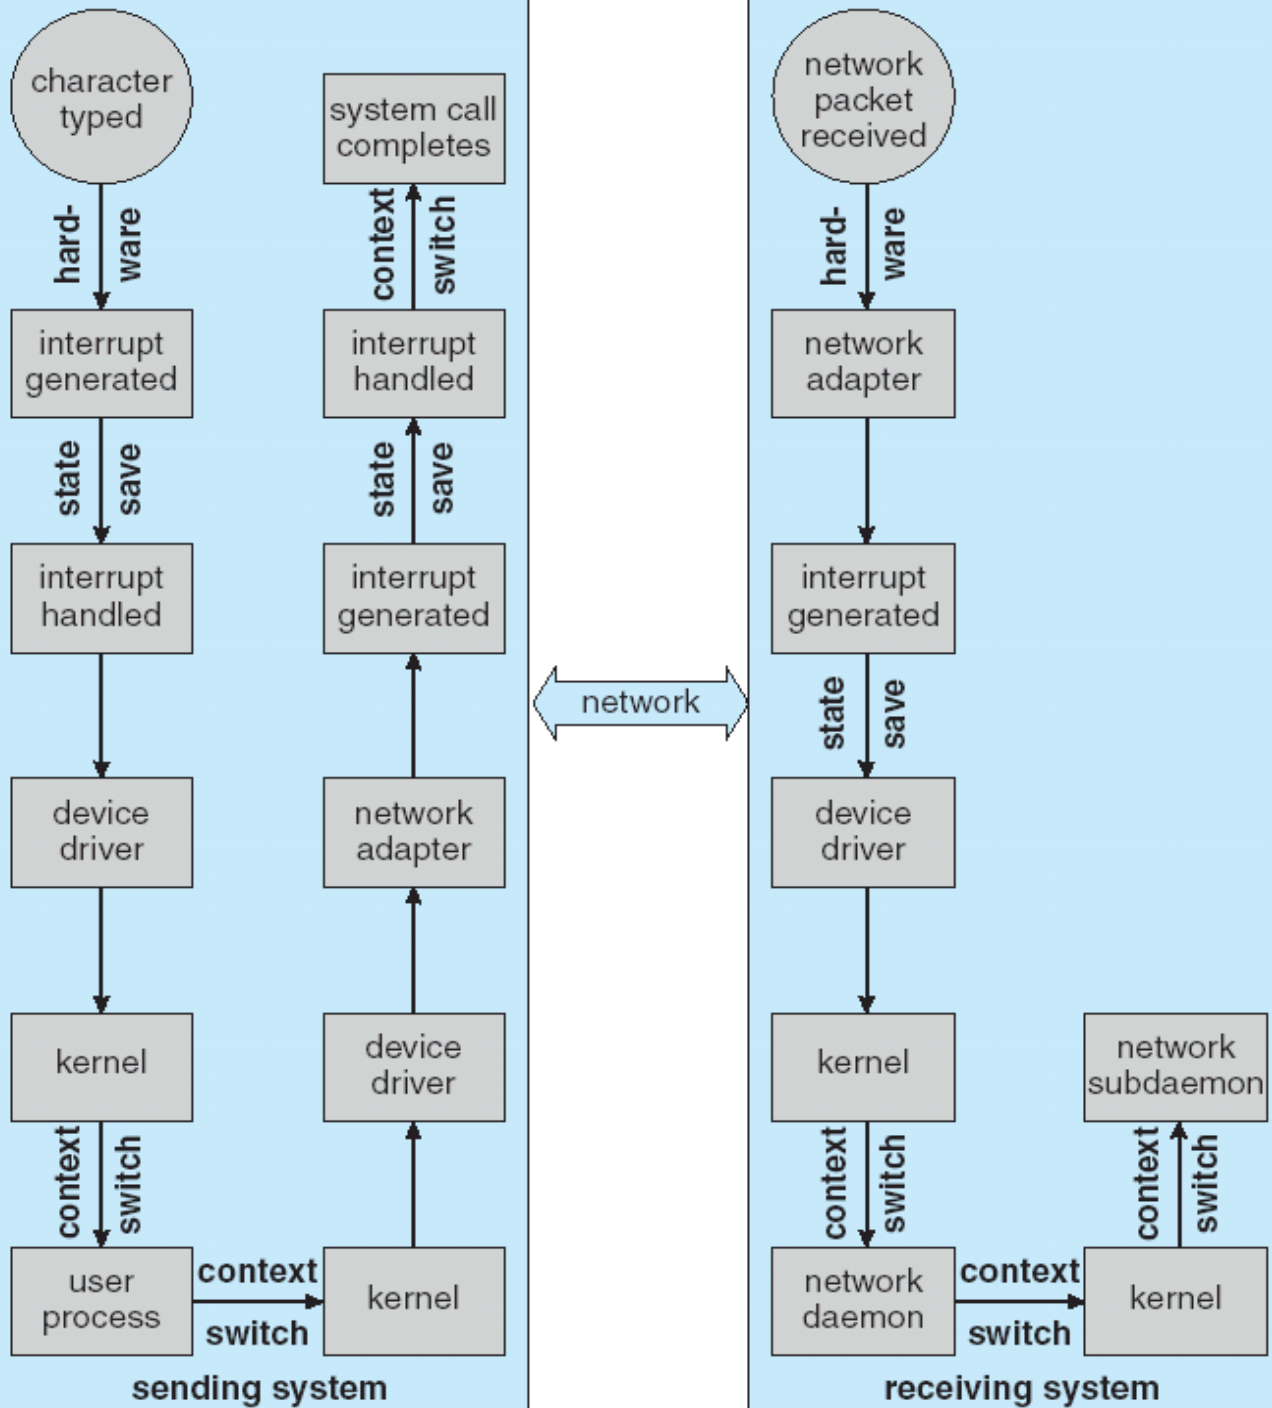 character
typed
hard-
ware
interrupt
generated
state
save
interrupt
handled
device
driver
kernel
context
switch
user
process
context
switch
kernel
device
driver
network
adapter
interrupt
generated
state
save
interrupt
handled
context
switch
system call
completes
sending system
network
network
packet
received
hard-
ware
network
adapter
interrupt
generated
state
save
device
driver
kernel
context
switch
network
daemon
context
switch
kernel
context
switch
network
subdaemon
receiving system